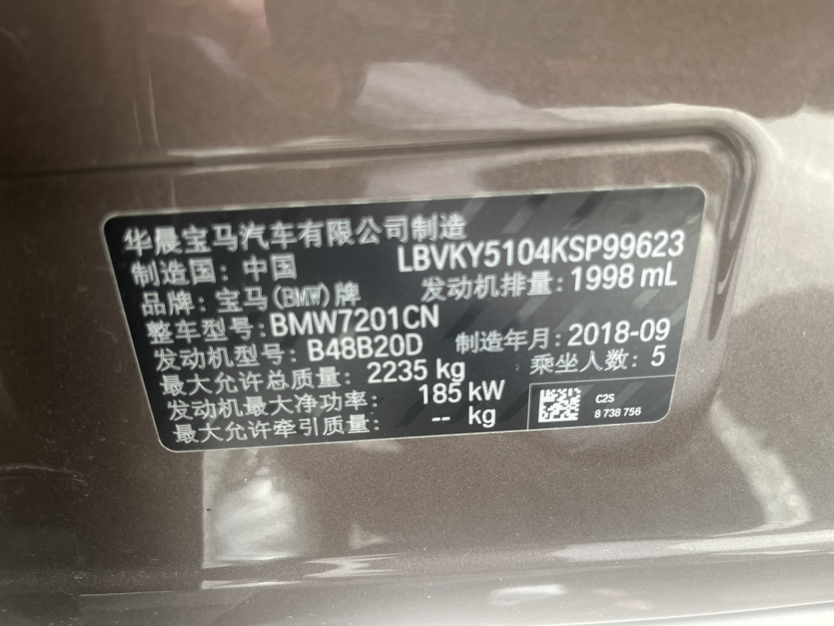 华晨宝马汽车有限公司制造
LBVKY5104KSP99623
制造国：中国
品牌：宝马(BMW)牌 发动机排量：1998 mL
整车型号：BMW7201CN
发动机型号：B48B20D 制造年月：2018-09
最大允许总质量：2235 kg 乘坐人数：5
发动机最大净功率：185 kW
最大允许牵引质量：-- kg
C2S
8 738 756